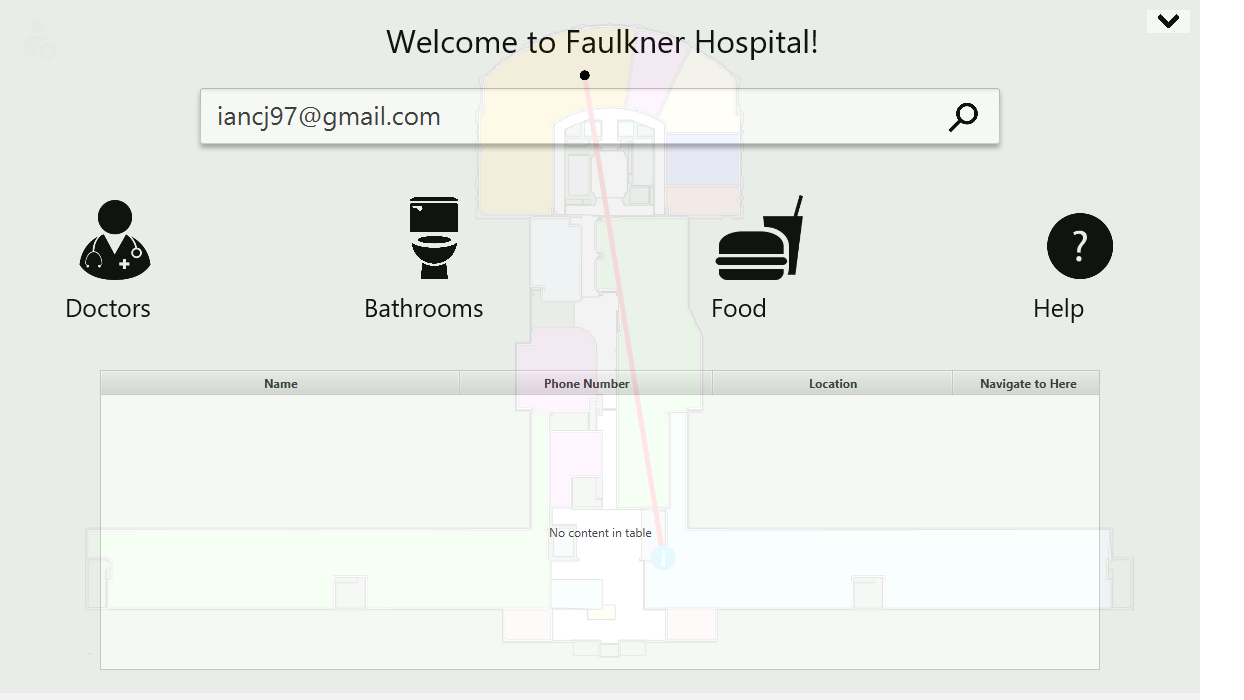 Welcome to Faulkner Hospital!
iancj97@gmail.com
Doctors Bathrooms Food Help
Name Phone Number Location Navigate to Here
No content in table